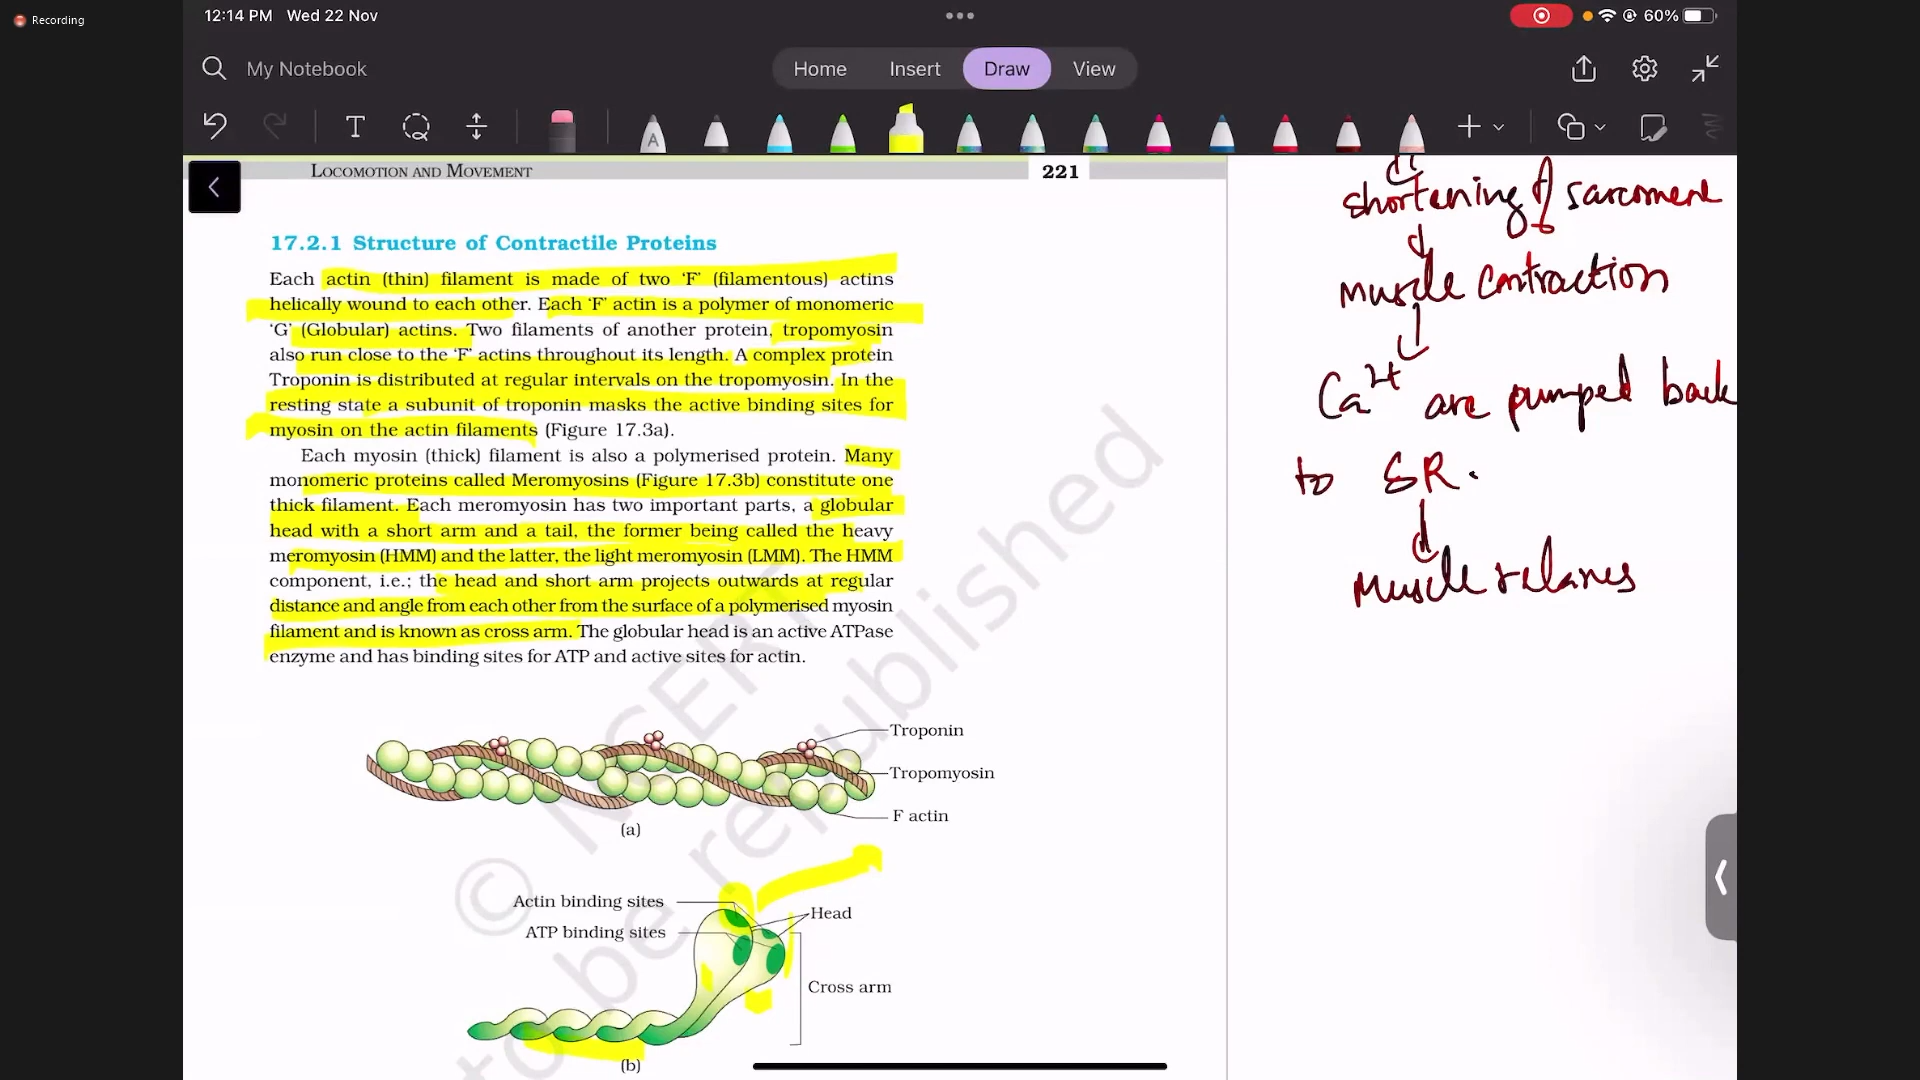 Recording
12:14 PM Wed 22 Nov
60%
My Notebook
Home Insert Draw View
T
A
LOCOMOTION AND MOVEMENT 221
17.2.1 Structure of Contractile Proteins
Each actin (thin) filament is made of two ‘F’ (filamentous) actins
helically wound to each other. Each ‘F’ actin is a polymer of monomeric
‘G’ (Globular) actins. Two filaments of another protein, tropomyosin
also run close to the ‘F’ actins throughout its length. A complex protein
Troponin is distributed at regular intervals on the tropomyosin. In the
resting state a subunit of troponin masks the active binding sites for
myosin on the actin filaments (Figure 17.3a).
Each myosin (thick) filament is also a polymerised protein. Many
monomeric proteins called Meromyosins (Figure 17.3b) constitute one
thick filament. Each meromyosin has two important parts, a globular
head with a short arm and a tail, the former being called the heavy
meromyosin (HMM) and the latter, the light meromyosin (LMM). The HMM
component, i.e.; the head and short arm projects outwards at regular
distance and angle from each other from the surface of a polymerised myosin
filament and is known as cross arm. The globular head is an active ATPase
enzyme and has binding sites for ATP and active sites for actin.
Troponin
Tropomyosin
F actin
(a)
Actin binding sites
ATP binding sites
Head
Cross arm
(b)
© NCERT
to be republished
shortening of sarcomere
muscle contraction
Ca2+ are pumped back
to SR.
Muscle relaxes